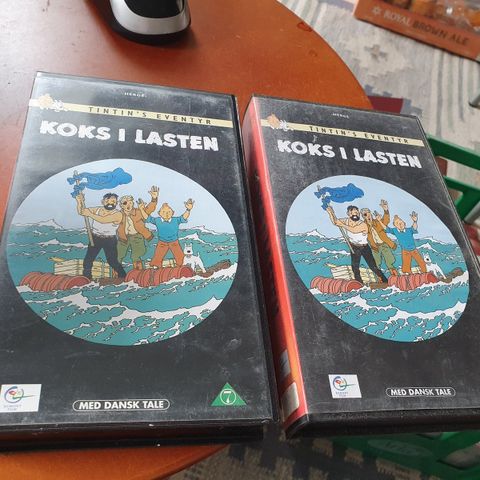 ROYAL BROWN ALE
HERGÉ
TINTIN'S EVENTYR
KOKS I LASTEN
MED DANSK TALE
7
HERGÉ
TINTIN'S EVENTYR
KOKS I LASTEN
MED DANSK TALE